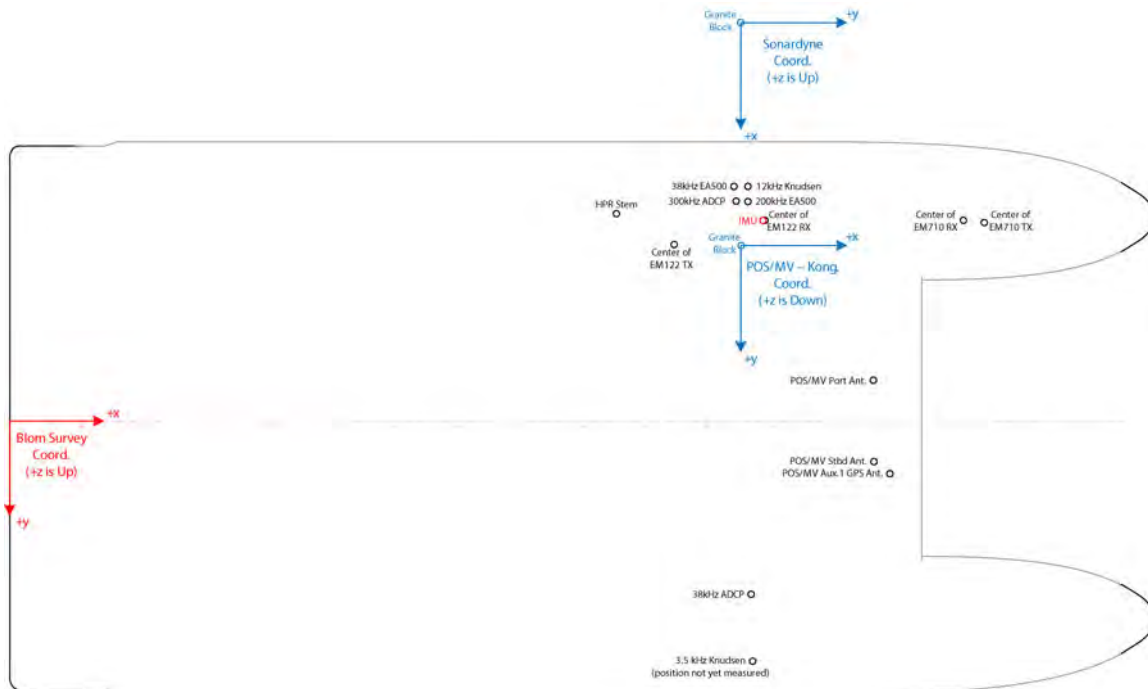 Granite
Block
+y
Sonardyne
Coord.
(+z is Up)
+x
38kHz EA500
12kHz Knudsen
300kHz ADCP
200kHz EA500
HPR Stem
IMU
Center of
EM122 RX
Center of
EM710 RX
Center of
EM710 TX
Granite
Block
+x
Center of
EM122 TX
POS/MV – Kong.
Coord.
(+z is Down)
+y
POS/MV Port Ant.
+x
Blom Survey
Coord.
(+z is Up)
+y
POS/MV Stbd Ant.
POS/MV Aux.1 GPS Ant.
38kHz ADCP
3.5 kHz Knudsen
(position not yet measured)